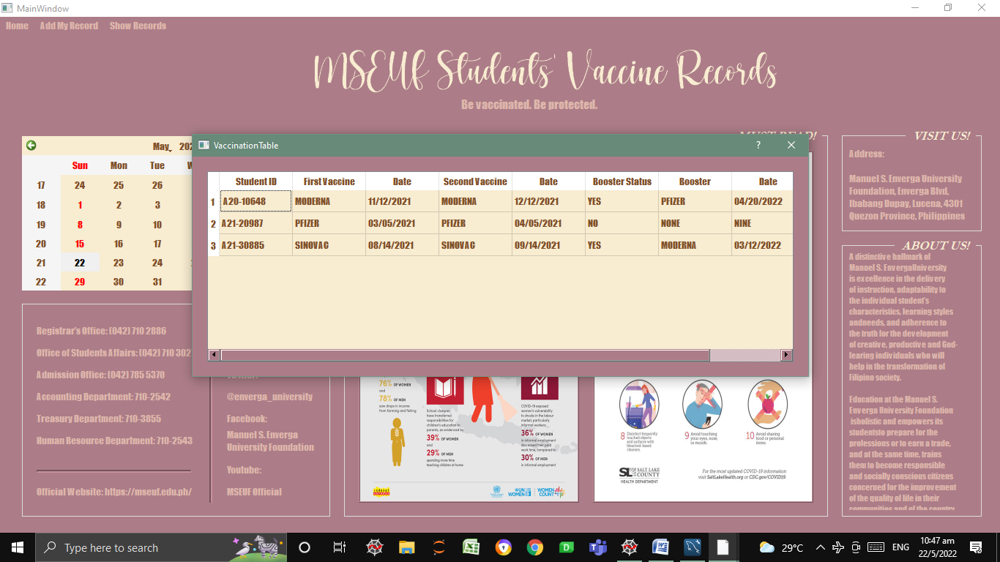 MainWindow
Home Add My Record Show Records
MSEUf Students' Vaccine Records
Be vaccinated. Be protected.
May
Sun Mon Tue
17 24 25 26
18 1 2 3
19 8 9 10
20 15 16 17
21 22 23 24
22 29 30 31
VaccinationTable
Student ID First Vaccine Date Second Vaccine Date Booster Status Booster Date
1 A20-10648 MODERNA 11/12/2021 MODERNA 12/12/2021 YES PFIZER 04/20/2022
2 A21-20987 PFIZER 03/05/2021 PFIZER 04/05/2021 NO NONE NINE
3 A21-30885 SINOVAC 08/14/2021 SINOVAC 09/14/2021 YES MODERNA 03/12/2022
MUST READ!
VISIT US!
Address:
Manuel S. Enverga University
Foundation, Enverga Blvd,
Ibabang Dupay, Lucena, 4301
Quezon Province, Philippines
ABOUT US!
A distinctive hallmark of
Manuel S. EnvergaUniversity
is excellence in the delivery
of instruction, adaptability to
the individual student's
characteristics, learning styles
andneeds, and adherence to
the truth for the development
of creative, productive and God-
fearing individuals who will
help in the transformation of
Filipino society.
Education at the Manuel S.
Enverga University Foundation
isholistic and empowers its
studentsto prepare for the
professions or to earn a trade,
and at the same time, trains
them to become responsible
and socially conscious citizens
concerned for the improvement
of the quality of life in their
communities and of the country
Registrar's Office: (042) 710 2886
Office of Students Affairs: (042) 710 302
Admission Office: (042) 785 5370
Accounting Department: 710-2542
Treasury Department: 710-3855
Human Resource Department: 710-2543
Official Website: https://mseuf.edu.ph/
@emverga_university
Facebook:
Manuel S. Enverga
University Foundation
Youtube:
MSEUF Official
76% OF WOMEN
and
78% OF MEN
saw drops in income
from farming and fishing
School closures
have transferred
responsibilities for
children's education to
parents, as evidenced by
39% OF WOMEN
and
29% OF MEN
spending more time
teaching children at home
COVID-19 exposed
women's vulnerability
to shocks in the labour
market, particularly
informal workers.
36% OF WOMEN
in informal employment
decreased their paid
work time, compared to
30% OF MEN
in informal employment
UN WOMEN
WOMEN COUNT
8 Disinfect frequently
touched objects
and surfaces with
bleached-based
cleaners.
9 Avoid touching
your eyes, nose,
or mouth.
10 Avoid sharing
food or personal
items.
SL SALT LAKE
COUNTY
HEALTH DEPARTMENT
For the most updated COVID-19 information
visit SaltLakeHealth.org or CDC.gov/COVID19.
Type here to search
29°C
ENG
10:47 am
22/5/2022